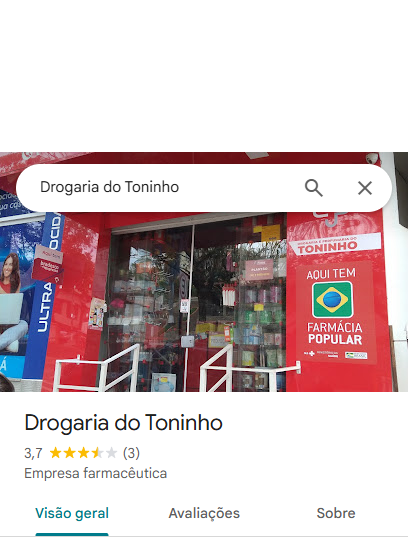 Drogaria do Toninho
TONINHO
AQUI TEM
FARMÁCIA
POPULAR
ULTRA
Drogaria do Toninho
3,7 (3)
Empresa farmacêutica
Visão geral
Avaliações
Sobre